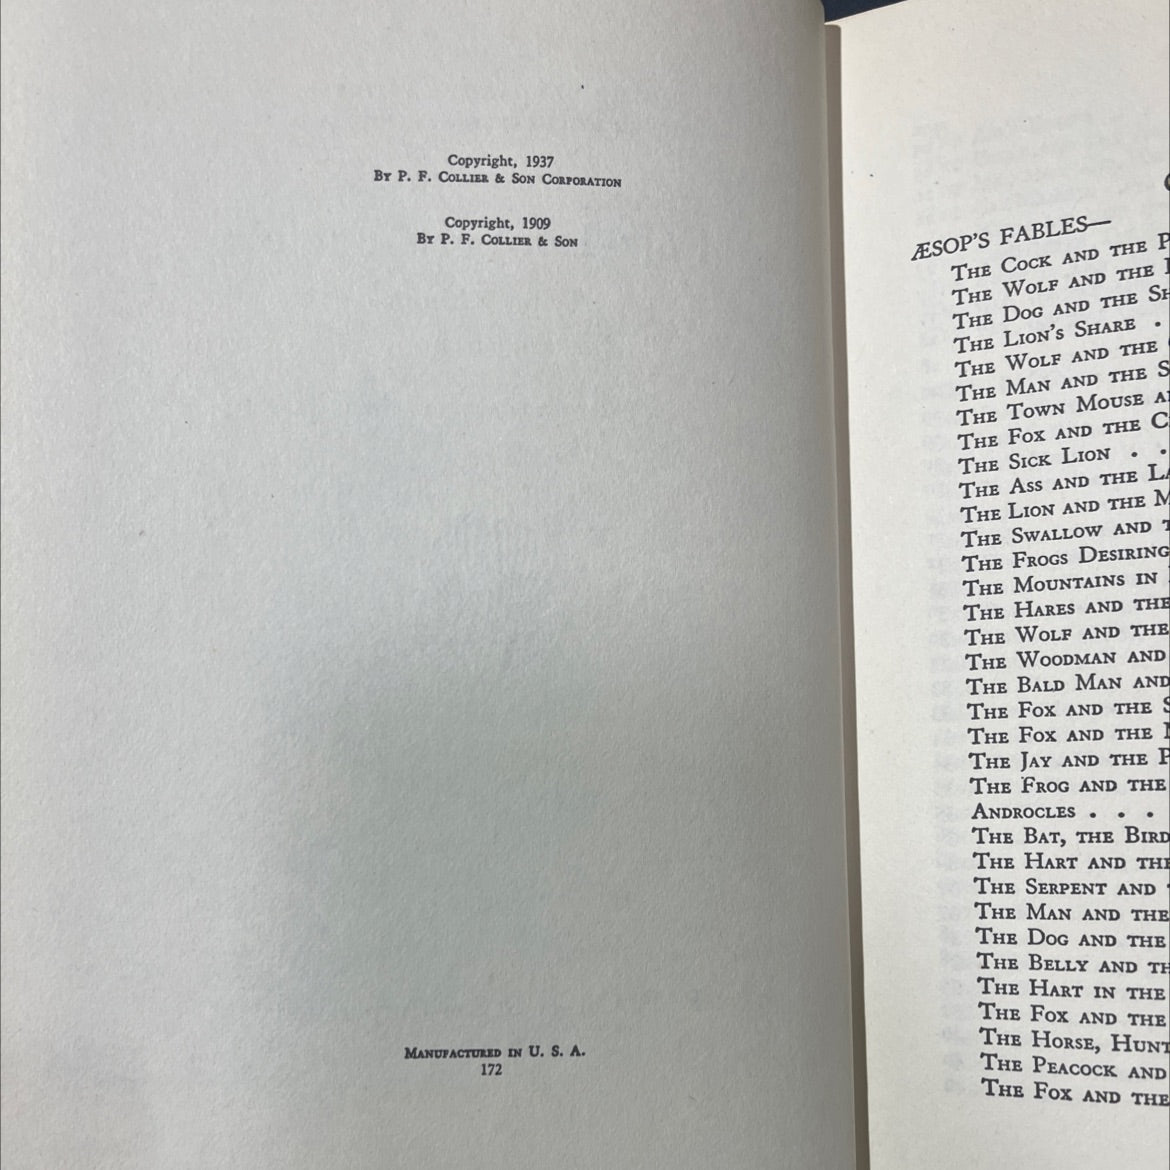 Copyright, 1937
By P. F. Collier & Son Corporation
Copyright, 1909
By P. F. Collier & Son
Manufactured in U. S. A.
172
ÆSOP'S FABLES—
The Cock and the P
The Wolf and the
The Dog and the Sh
The Lion's Share .
The Wolf and the
The Man and the S
The Town Mouse a
The Fox and the C
The Sick Lion . .
The Ass and the La
The Lion and the M
The Swallow and t
The Frogs Desiring
The Mountains in
The Hares and the
The Wolf and the
The Woodman and
The Bald Man and
The Fox and the S
The Fox and the
The Jay and the P
The Frog and the
Androcles . . .
The Bat, the Bird
The Hart and the
The Serpent and
The Man and the
The Dog and the
The Belly and th
The Hart in the
The Fox and the
The Horse, Hunt
The Peacock and
The Fox and the